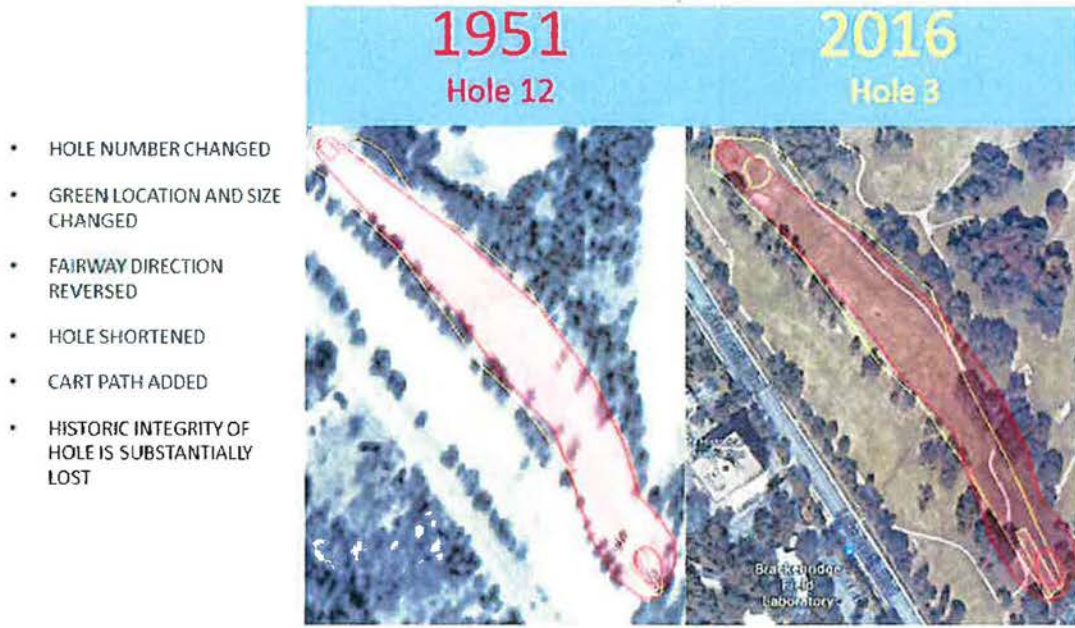 1951
Hole 12
2016
Hole 3
• HOLE NUMBER CHANGED
• GREEN LOCATION AND SIZE
CHANGED
• FAIRWAY DIRECTION
REVERSED
• HOLE SHORTENED
• CART PATH ADDED
• HISTORIC INTEGRITY OF
HOLE IS SUBSTANTIALLY
LOST
Brackenridge
Field
Laboratory